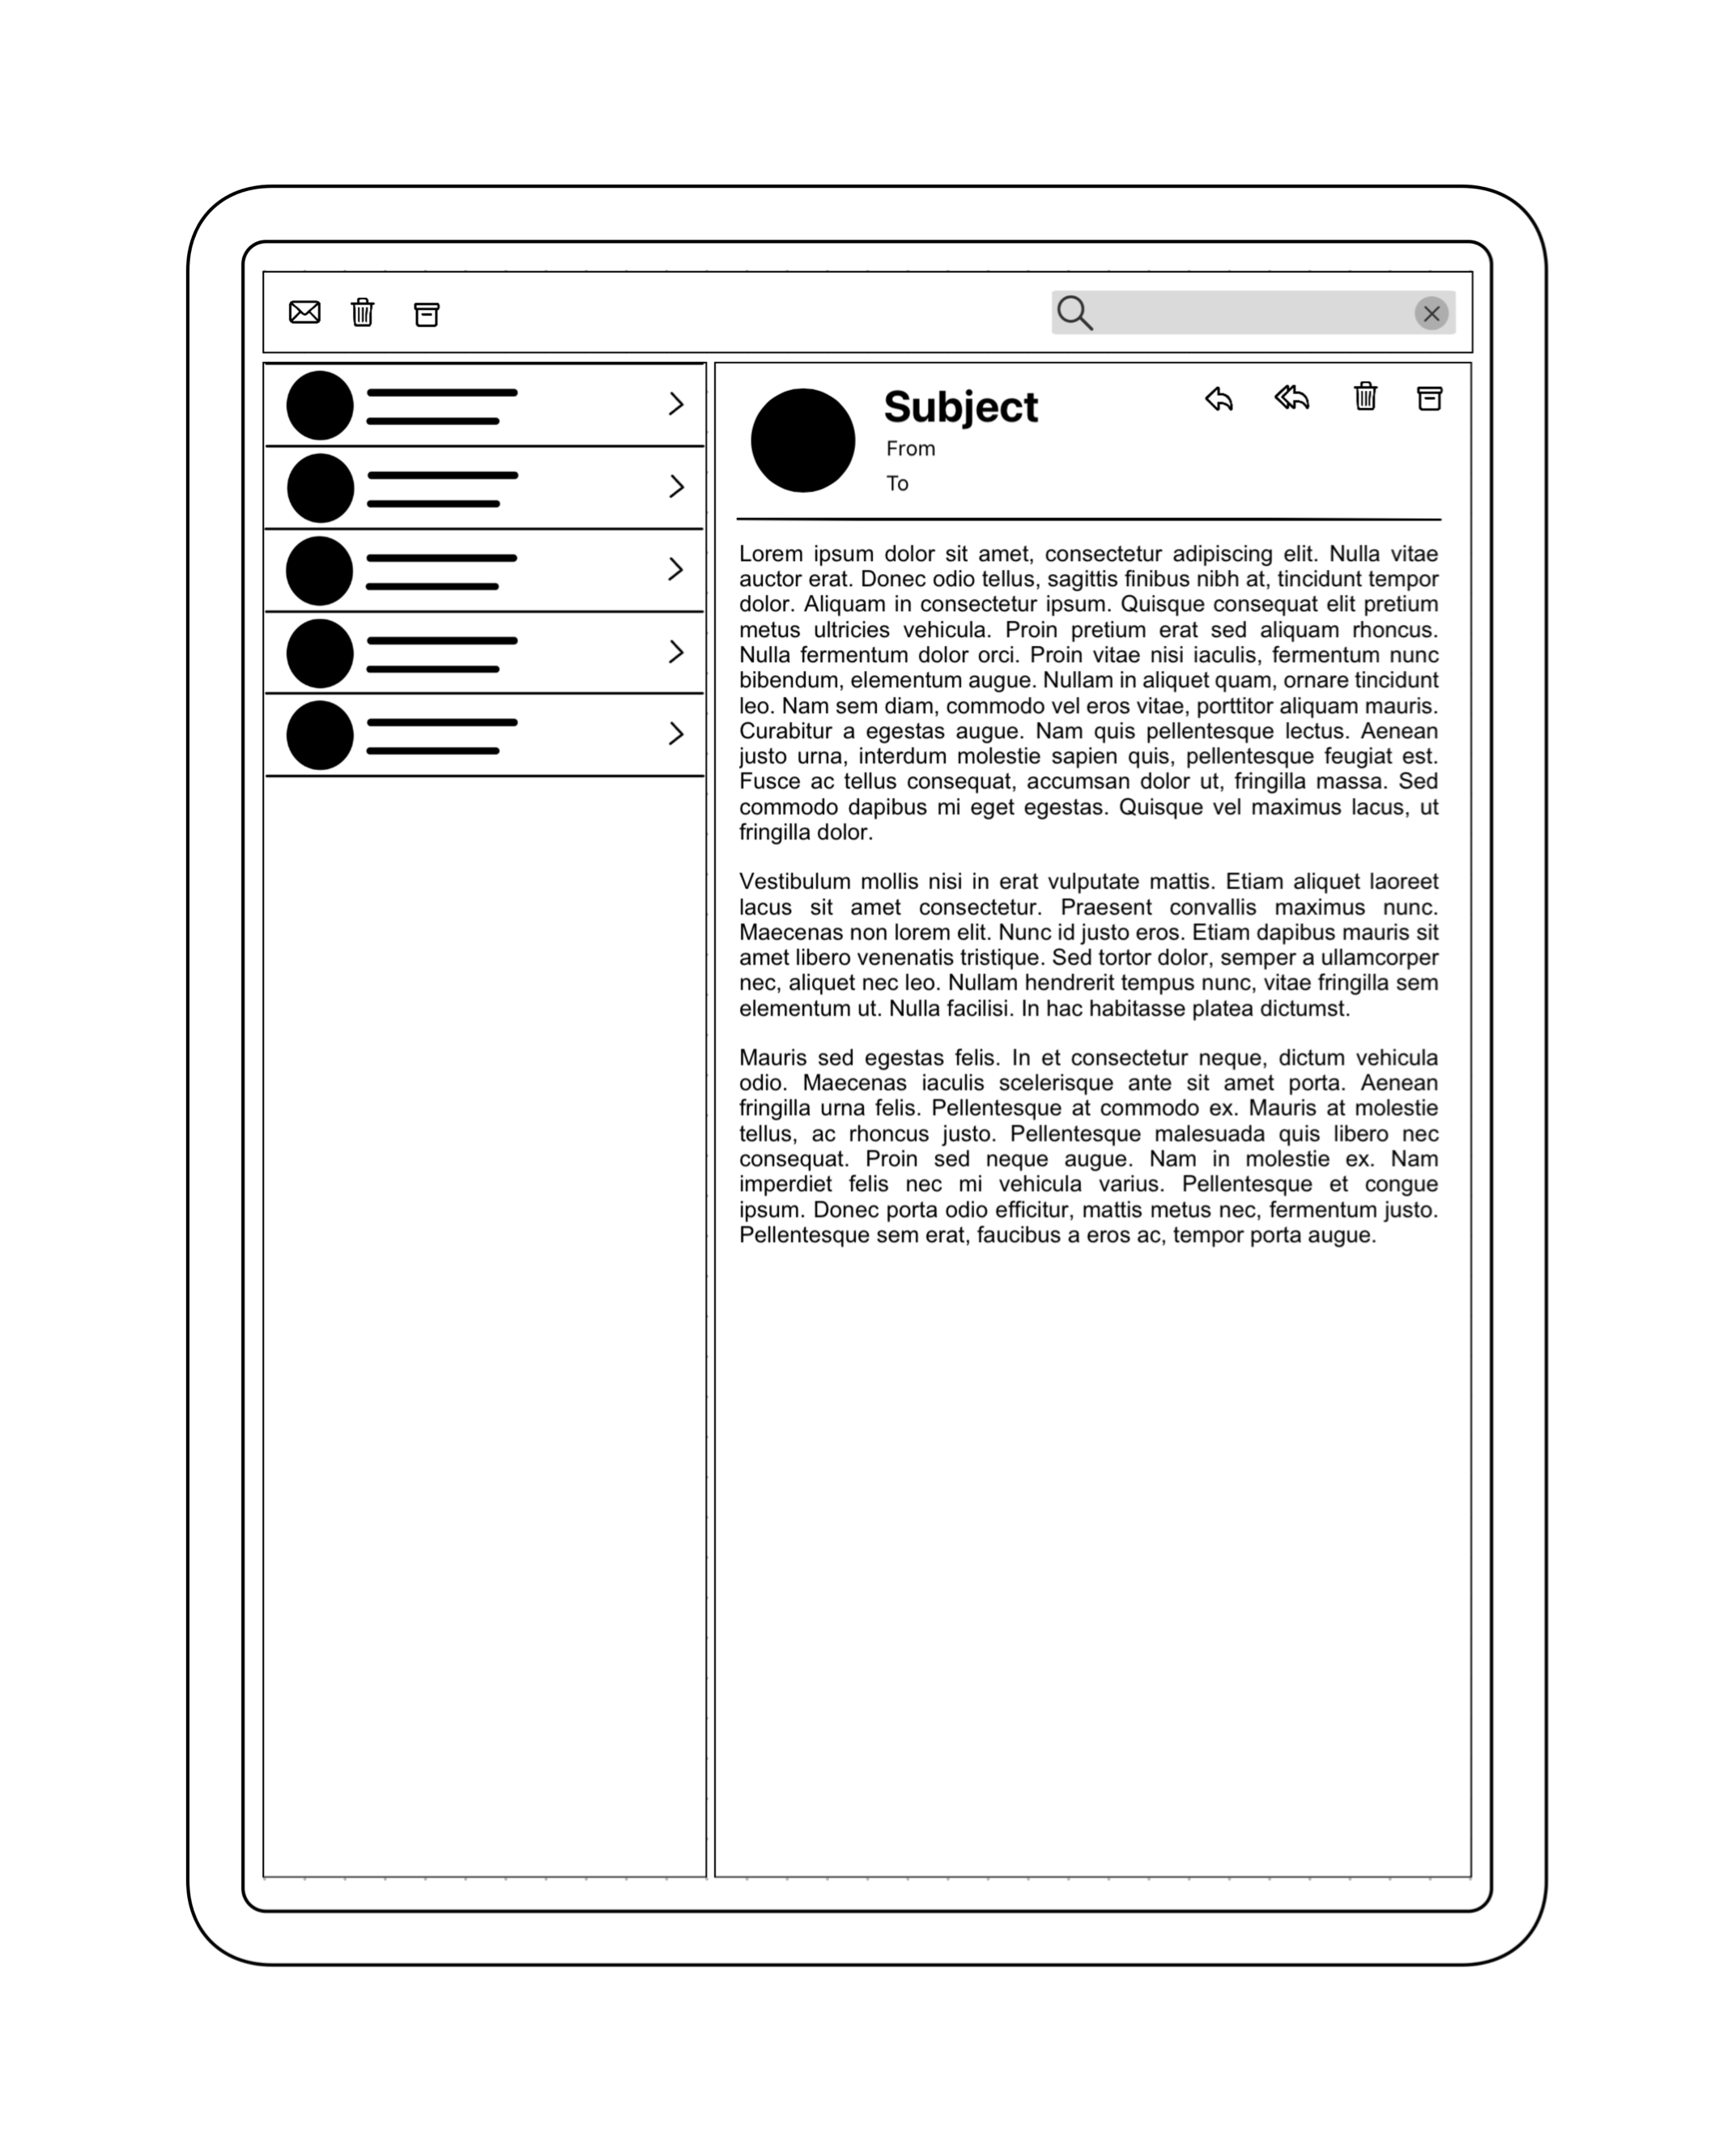 Subject
From
To
Lorem ipsum dolor sit amet, consectetur adipiscing elit. Nulla vitae
auctor erat. Donec odio tellus, sagittis finibus nibh at, tincidunt tempor
dolor. Aliquam in consectetur ipsum. Quisque consequat elit pretium
metus ultricies vehicula. Proin pretium erat sed aliquam rhoncus.
Nulla fermentum dolor orci. Proin vitae nisi iaculis, fermentum nunc
bibendum, elementum augue. Nullam in aliquet quam, ornare tincidunt
leo. Nam sem diam, commodo vel eros vitae, porttitor aliquam mauris.
Curabitur a egestas augue. Nam quis pellentesque lectus. Aenean
justo urna, interdum molestie sapien quis, pellentesque feugiat est.
Fusce ac tellus consequat, accumsan dolor ut, fringilla massa. Sed
commodo dapibus mi eget egestas. Quisque vel maximus lacus, ut
fringilla dolor.
Vestibulum mollis nisi in erat vulputate mattis. Etiam aliquet laoreet
lacus sit amet consectetur. Praesent convallis maximus nunc.
Maecenas non lorem elit. Nunc id justo eros. Etiam dapibus mauris sit
amet libero venenatis tristique. Sed tortor dolor, semper a ullamcorper
nec, aliquet nec leo. Nullam hendrerit tempus nunc, vitae fringilla sem
elementum ut. Nulla facilisi. In hac habitasse platea dictumst.
Mauris sed egestas felis. In et consectetur neque, dictum vehicula
odio. Maecenas iaculis scelerisque ante sit amet porta. Aenean
fringilla urna felis. Pellentesque at commodo ex. Mauris at molestie
tellus, ac rhoncus justo. Pellentesque malesuada quis libero nec
consequat. Proin sed neque augue. Nam in molestie ex. Nam
imperdiet felis nec mi vehicula varius. Pellentesque et congue
ipsum. Donec porta odio efficitur, mattis metus nec, fermentum justo.
Pellentesque sem erat, faucibus a eros ac, tempor porta augue.